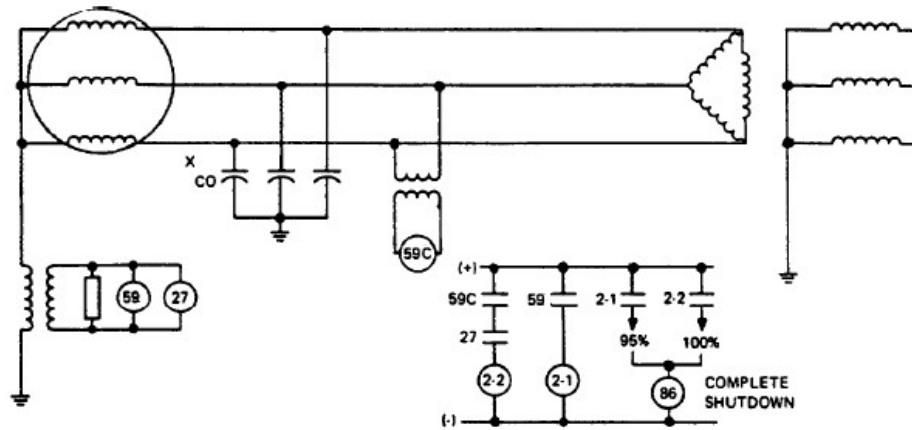 X
CO
59C
59
27
(+)
59C
59
2-1
2-2
27
95%
100%
2-2
2-1
86
COMPLETE
SHUTDOWN
(-)